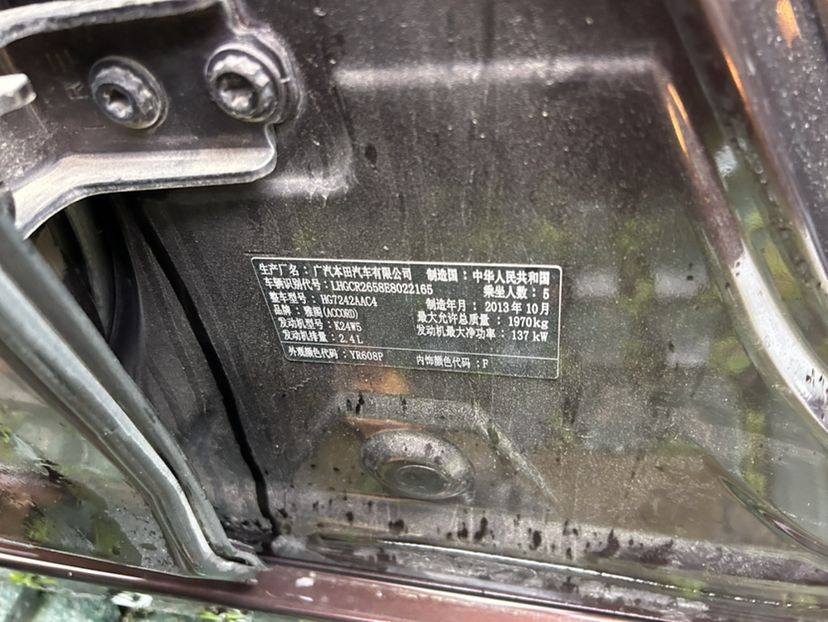 生产厂名：广汽本田汽车有限公司 制造国：中华人民共和国
车辆识别代号：LHGCR2658E8022165 乘坐人数：5
整车型号：HG7242AAC4 制造年月：2013年10月
品牌：雅阁(ACCORD) 最大允许总质量：1970kg
发动机型号：K24W5 发动机最大净功率：137kW
发动机排量：2.4L
外观颜色代码：YR608P 内饰颜色代码：F